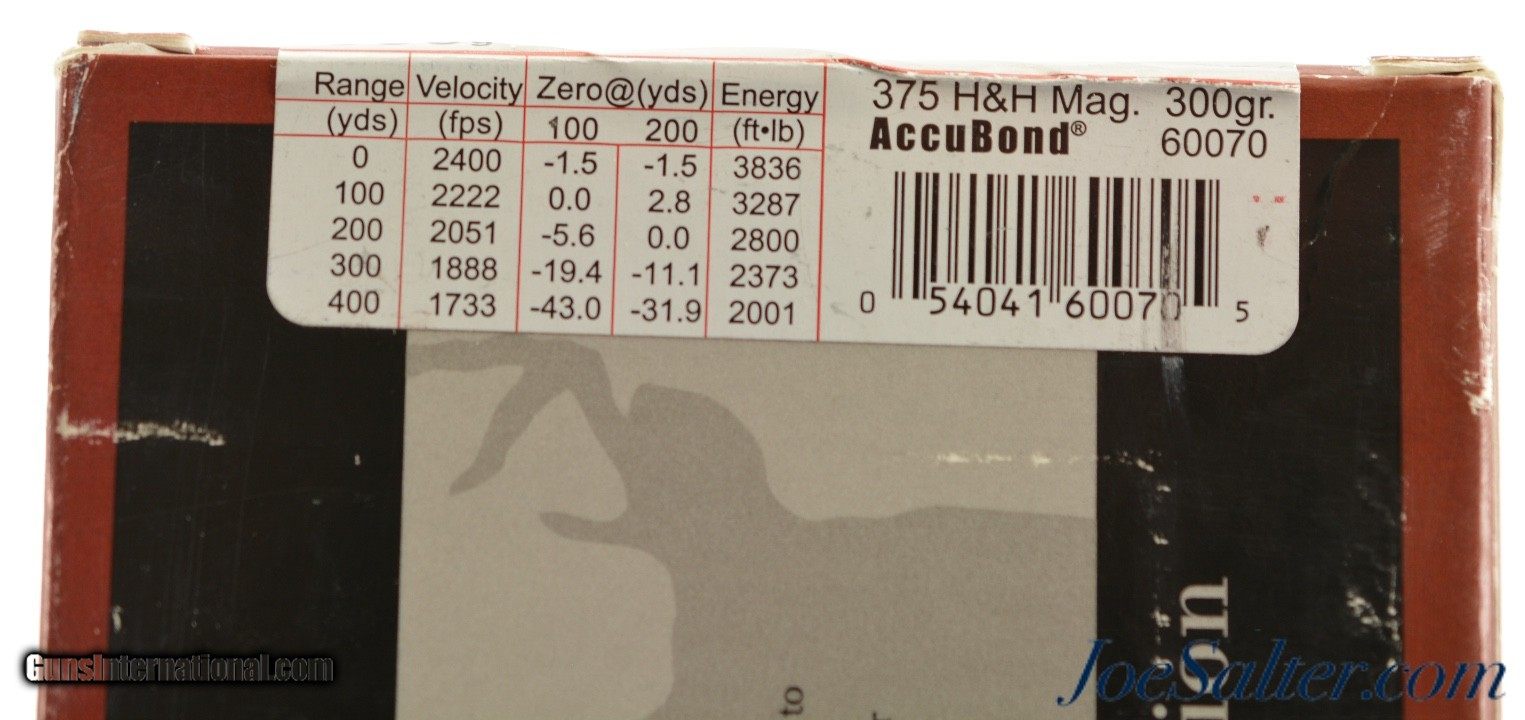 Range Velocity Zero@(yds) Energy
(yds) (fps) 100 200 (ft•lb)
0 2400 -1.5 -1.5 3836
100 2222 0.0 2.8 3287
200 2051 -5.6 0.0 2800
300 1888 -19.4 -11.1 2373
400 1733 -43.0 -31.9 2001
375 H&H Mag. 300gr.
AccuBond® 60070
0 54041 60070 5
to
GunsInternational.com
JoeSalter.com